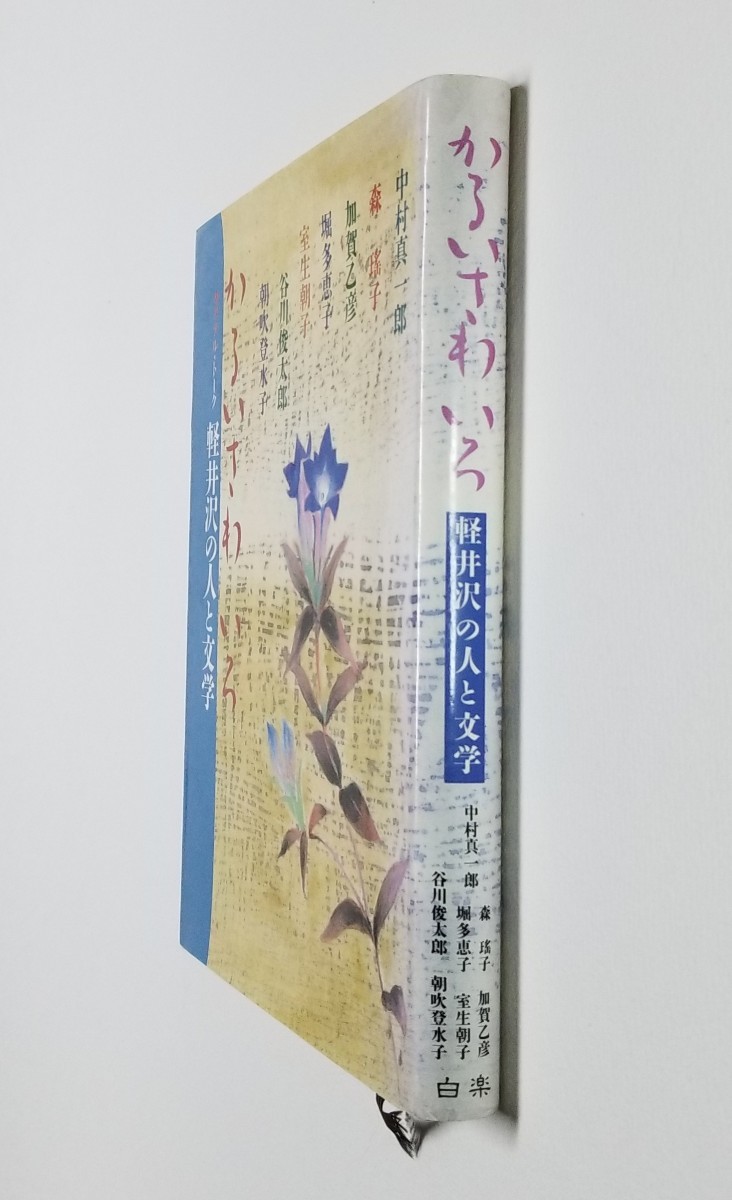 中村真一郎
森 瑤子
加賀乙彦
堀多恵子
室生朝子
谷川俊太郎
朝吹登水子
かるいさわ いろ
軽井沢の人と文学
かるいさわ いろ
軽井沢の人と文学
中村真一郎 森 瑤子 加賀乙彦
堀多恵子 室生朝子
谷川俊太郎 朝吹登水子
白楽